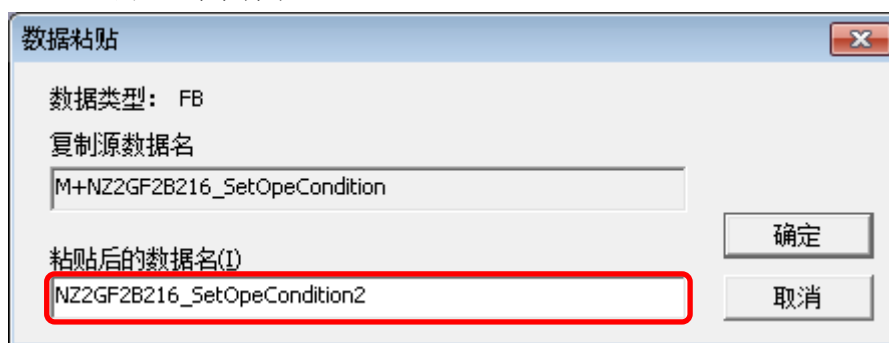 数据粘贴
数据类型: FB
复制源数据名
M+NZ2GF2B216_SetOpeCondition
确定
粘贴后的数据名(I)
NZ2GF2B216_SetOpeCondition2
取消